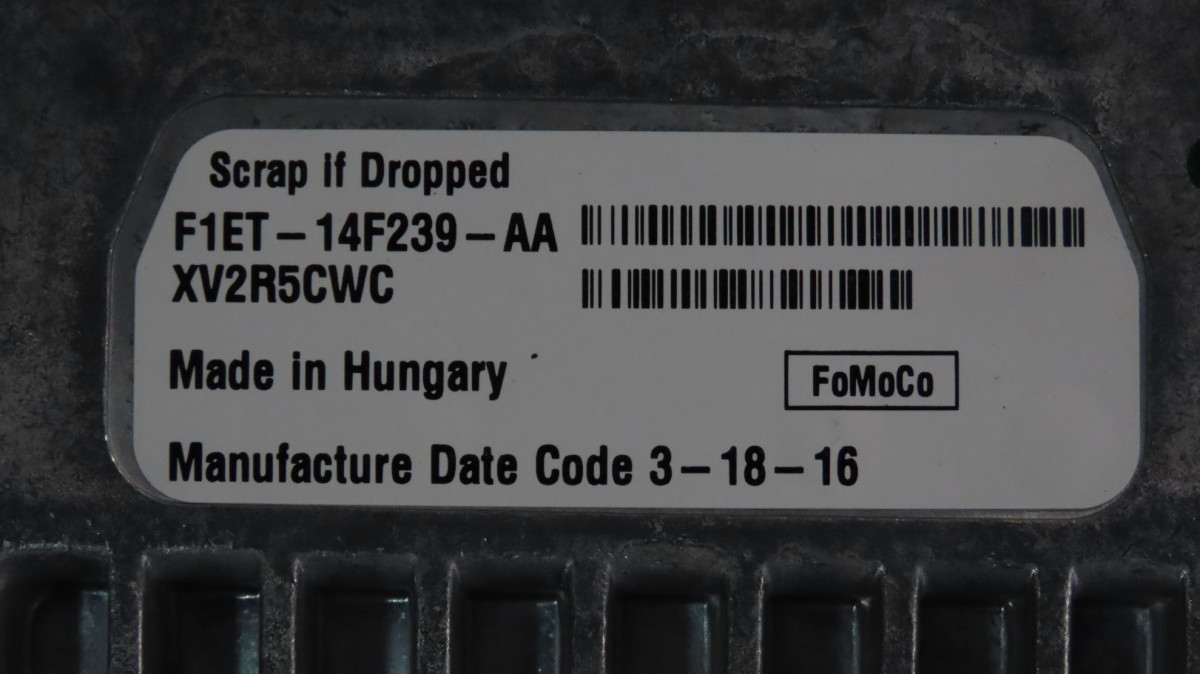 Scrap if Dropped
F1ET-14F239-AA
XV2R5CWC
Made in Hungary
FoMoCo
Manufacture Date Code 3-18-16